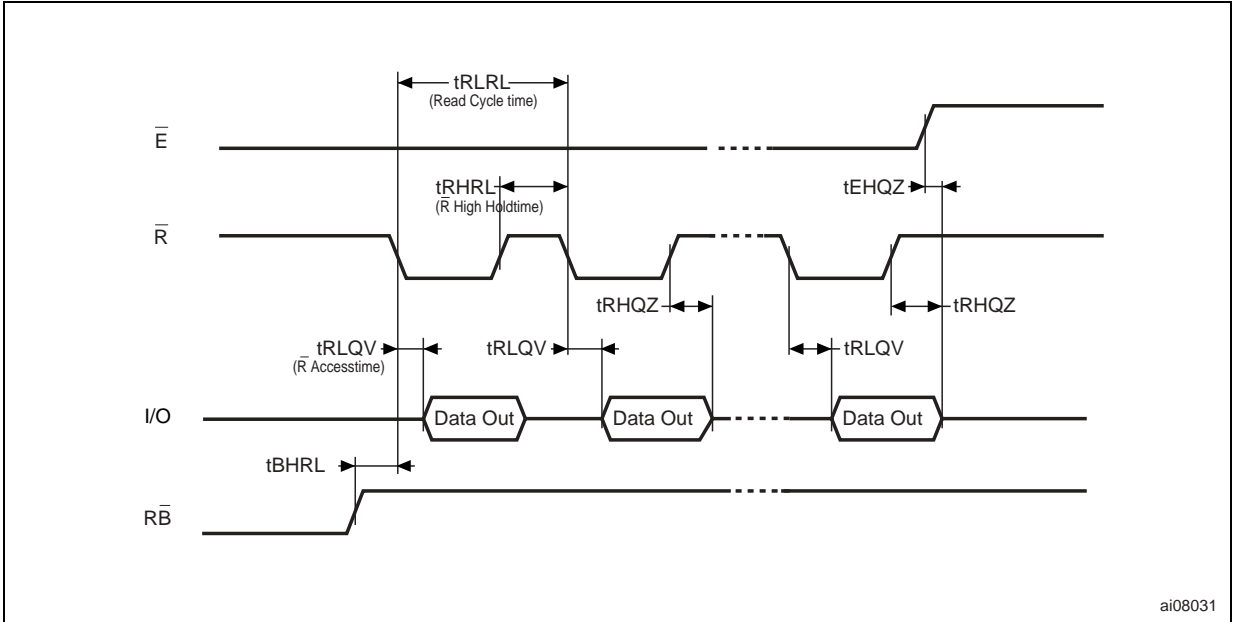 tRLRL
(Read Cycle time)
E̅
tRHRL
(R̅ High Holdtime)
tEHQZ
R̅
tRHQZ
tRHQZ
tRLQV
(R̅ Accesstime)
tRLQV
tRLQV
I/O
Data Out
Data Out
Data Out
tBHRL
RB̅
ai08031